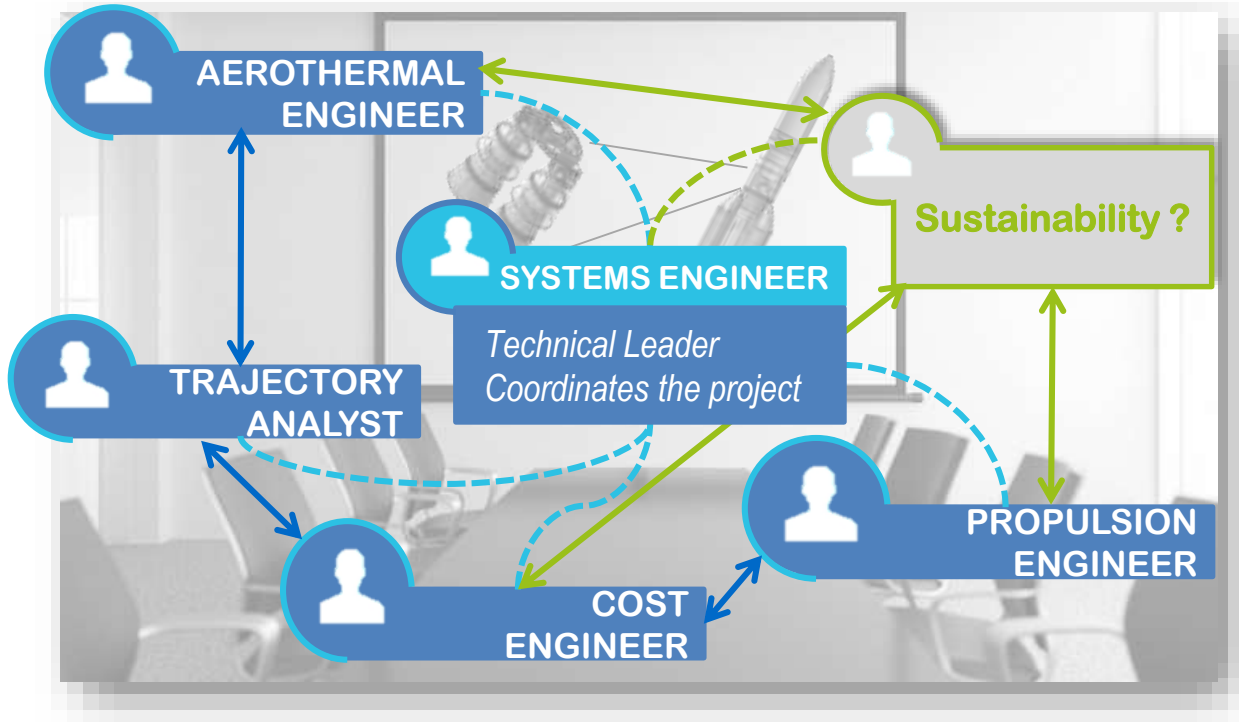 AEROTHERMAL
ENGINEER
Sustainability ?
SYSTEMS ENGINEER
Technical Leader
Coordinates the project
TRAJECTORY
ANALYST
PROPULSION
ENGINEER
COST
ENGINEER